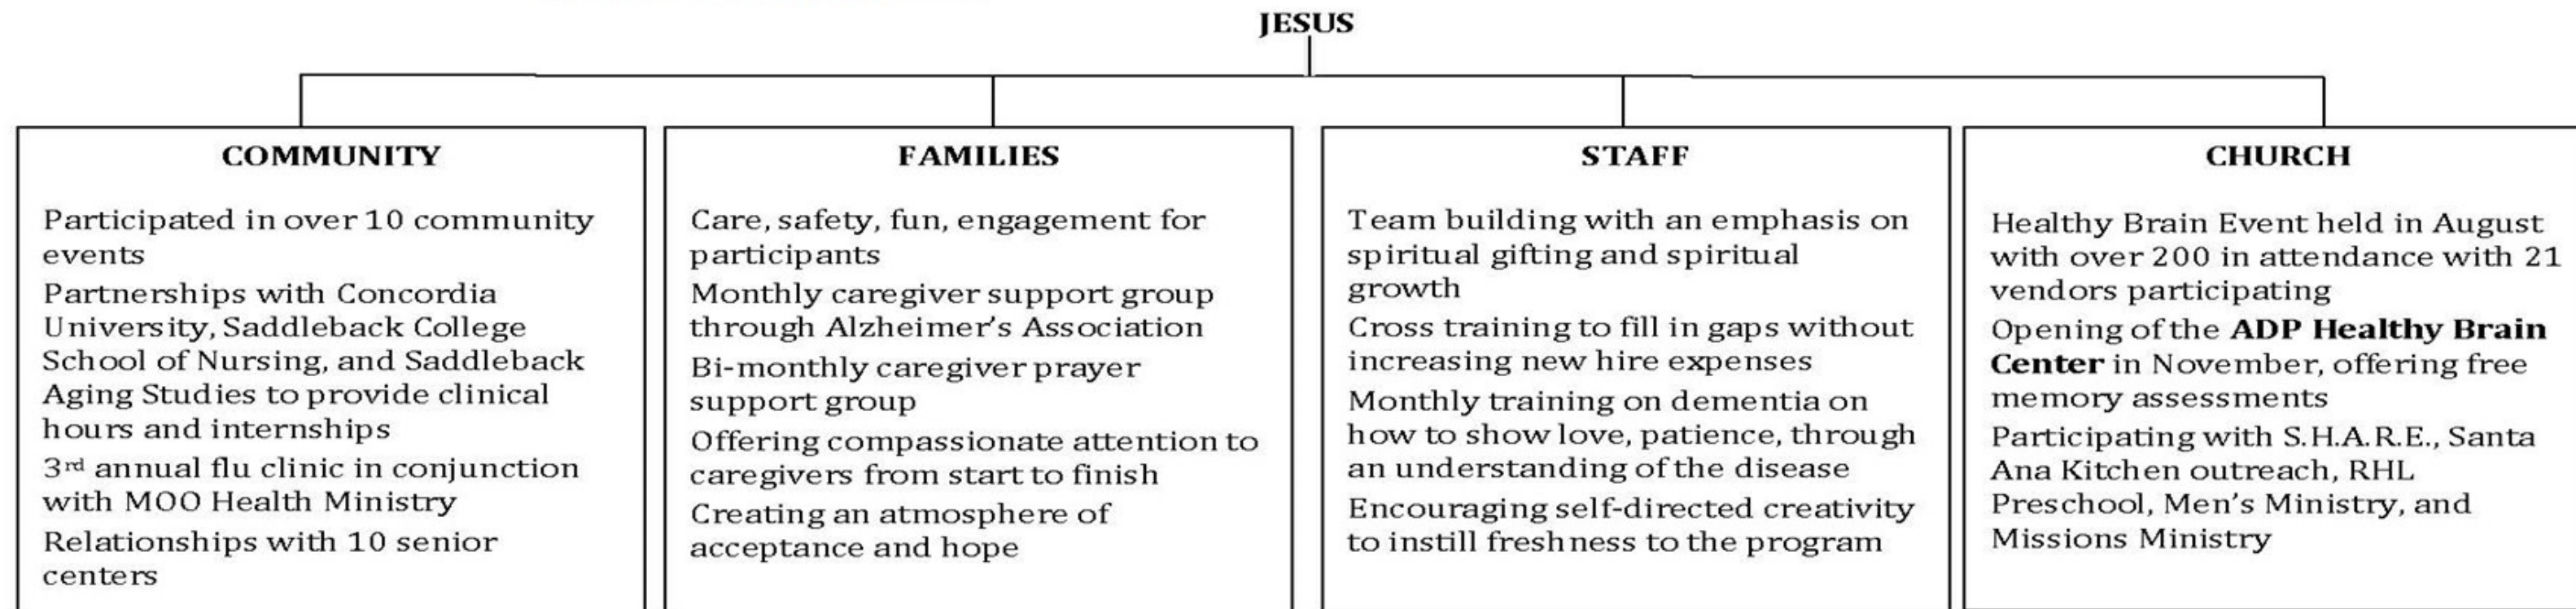 JESUS
COMMUNITY
Participated in over 10 community
events
Partnerships with Concordia
University, Saddleback College
School of Nursing, and Saddleback
Aging Studies to provide clinical
hours and internships
3rd annual flu clinic in conjunction
with MOO Health Ministry
Relationships with 10 senior
centers
FAMILIES
Care, safety, fun, engagement for
participants
Monthly caregiver support group
through Alzheimer’s Association
Bi-monthly caregiver prayer
support group
Offering compassionate attention to
caregivers from start to finish
Creating an atmosphere of
acceptance and hope
STAFF
Team building with an emphasis on
spiritual gifting and spiritual
growth
Cross training to fill in gaps without
increasing new hire expenses
Monthly training on dementia on
how to show love, patience, through
an understanding of the disease
Encouraging self-directed creativity
to instill freshness to the program
CHURCH
Healthy Brain Event held in August
with over 200 in attendance with 21
vendors participating
Opening of the ADP Healthy Brain
Center in November, offering free
memory assessments
Participating with S.H.A.R.E., Santa
Ana Kitchen outreach, RHL
Preschool, Men’s Ministry, and
Missions Ministry